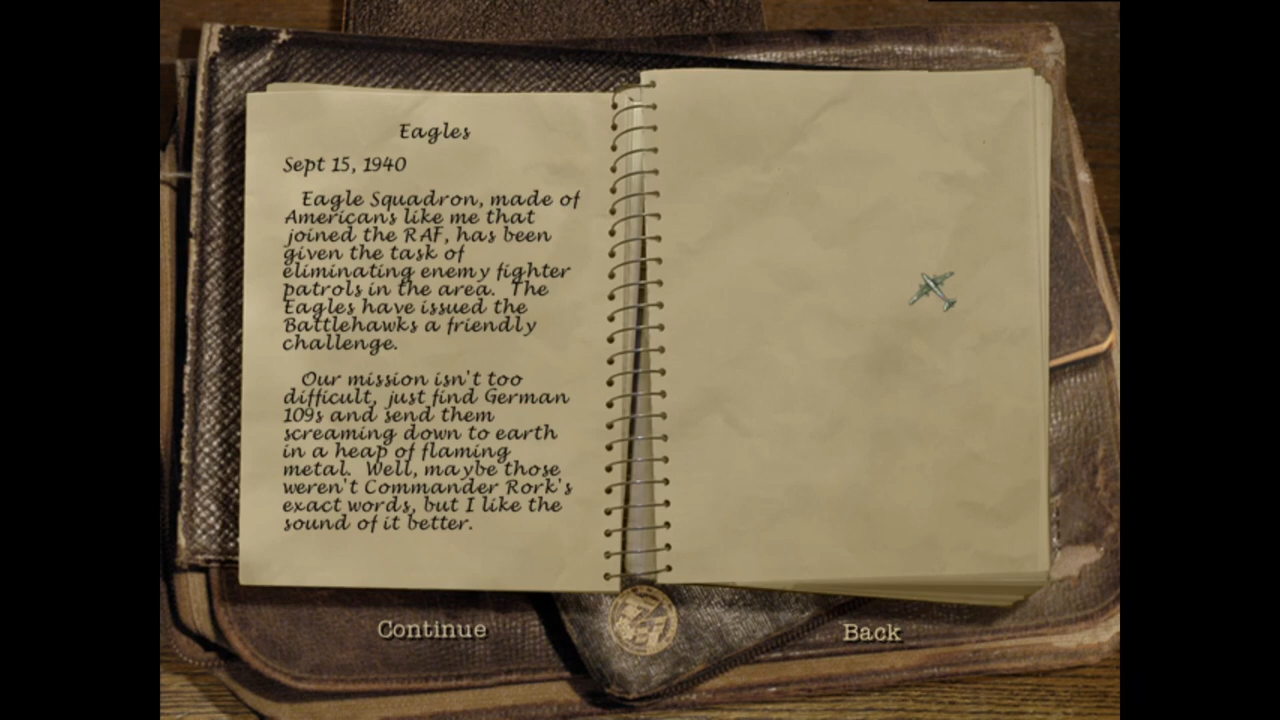 Eagles
Sept 15, 1940
Eagle Squadron, made of
Americans like me that
joined the RAF, has been
given the task of
eliminating enemy fighter
patrols in the area. The
Eagles have issued the
Battlehawks a friendly
challenge.
Our mission isn't too
difficult, just find German
109s and send them
screaming down to earth
in a heap of flaming
metal. Well, maybe those
weren't Commander Rork's
exact words, but I like the
sound of it better.
Continue
Back